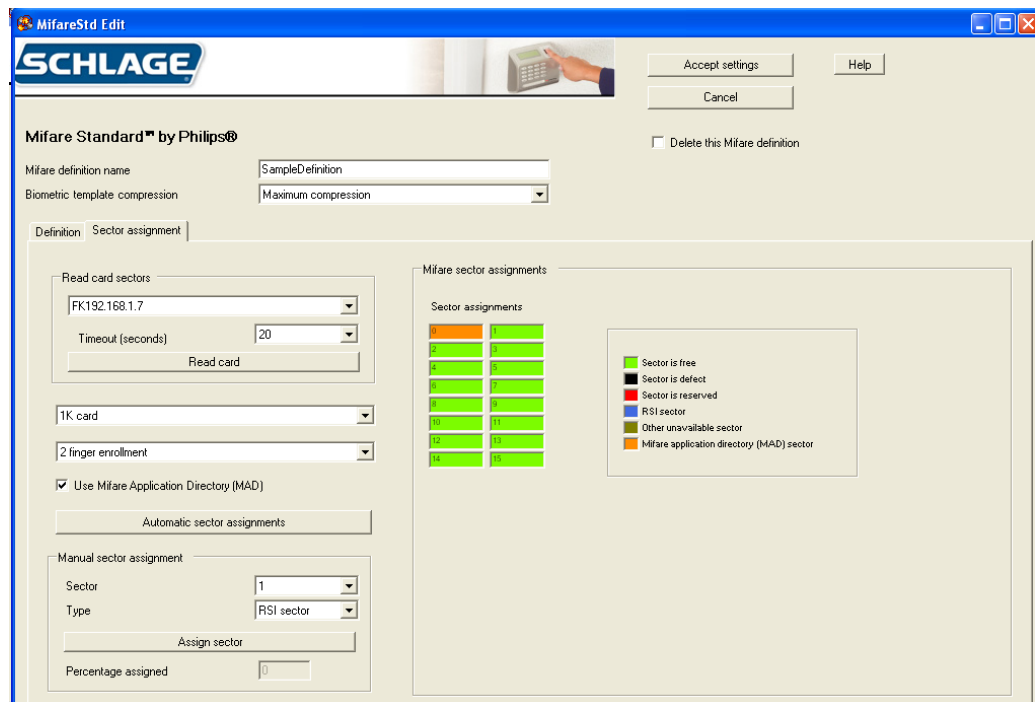 MifareStd Edit
SCHLAGE
Accept settings
Help
Cancel
Mifare Standard™ by Philips®
Delete this Mifare definition
Mifare definition name
SampleDefinition
Biometric template compression
Maximum compression
Definition
Sector assignment
Read card sectors
FK192.168.1.7
Timeout (seconds)
20
Read card
1K card
2 finger enrollment
Use Mifare Application Directory (MAD)
Automatic sector assignments
Manual sector assignment
Sector
1
Type
RSI sector
Assign sector
Percentage assigned
0
Mifare sector assignments
Sector assignments
0 1
2 3
4 5
6 7
8 9
10 11
12 13
14 15
Sector is free
Sector is defect
Sector is reserved
RSI sector
Other unavailable sector
Mifare application directory (MAD) sector